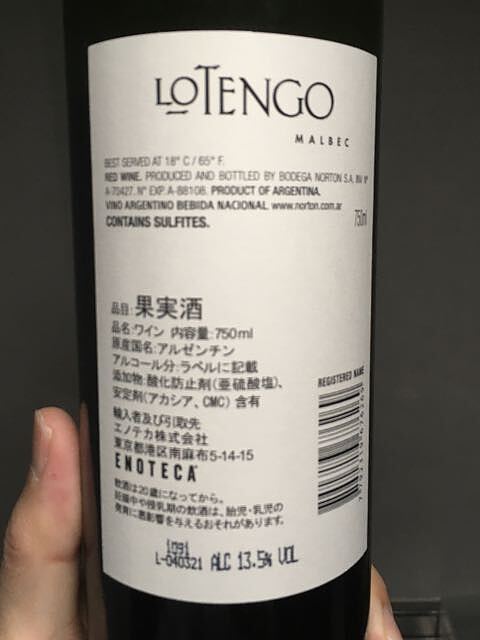 LOTENGO
MALBEC
BEST SERVED AT 18° C / 65° F.
RED WINE. PRODUCED AND BOTTLED BY BODEGA NORTON S.A. INV N°
A-70427. N° EXP. A-88108. PRODUCT OF ARGENTINA.
VINO ARGENTINO BEBIDA NACIONAL. www.norton.com.ar
CONTAINS SULFITES.
750ml
品目:果実酒
品名:ワイン 内容量:750ml
原産国名:アルゼンチン
アルコール分:ラベルに記載
添加物:酸化防止剤(亜硫酸塩)、
安定剤(アカシア、CMC) 含有
輸入者及び引取先
エノテカ株式会社
東京都港区南麻布5-14-15
ENOTECA
飲酒は20歳になってから。
妊娠中や授乳期の飲酒は、胎児・乳児の
発育に悪影響を与えるおそれがあります。
REGISTERED NAME
1091
L-040321 ALC 13.5% VOL